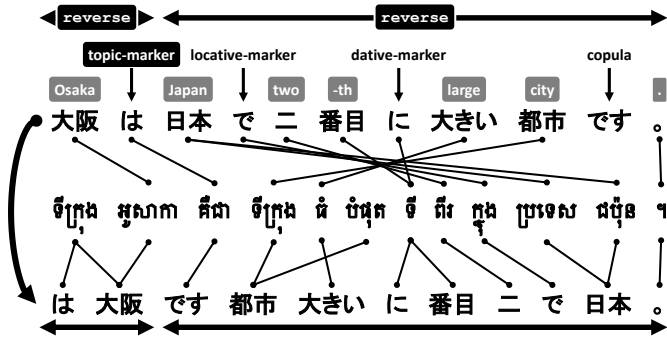 reverse reverse
topic-marker locative-marker dative-marker copula
Osaka Japan two -th large city .
大阪 は 日本 で 二 番目 に 大きい 都市 です 。
ទីក្រុង អូសាកា គឺជា ទីក្រុង ធំ បំផុត ទី ពីរ ក្នុង ប្រទេស ជប៉ុន ។
は 大阪 です 都市 大きい に 番目 二 で 日本 。